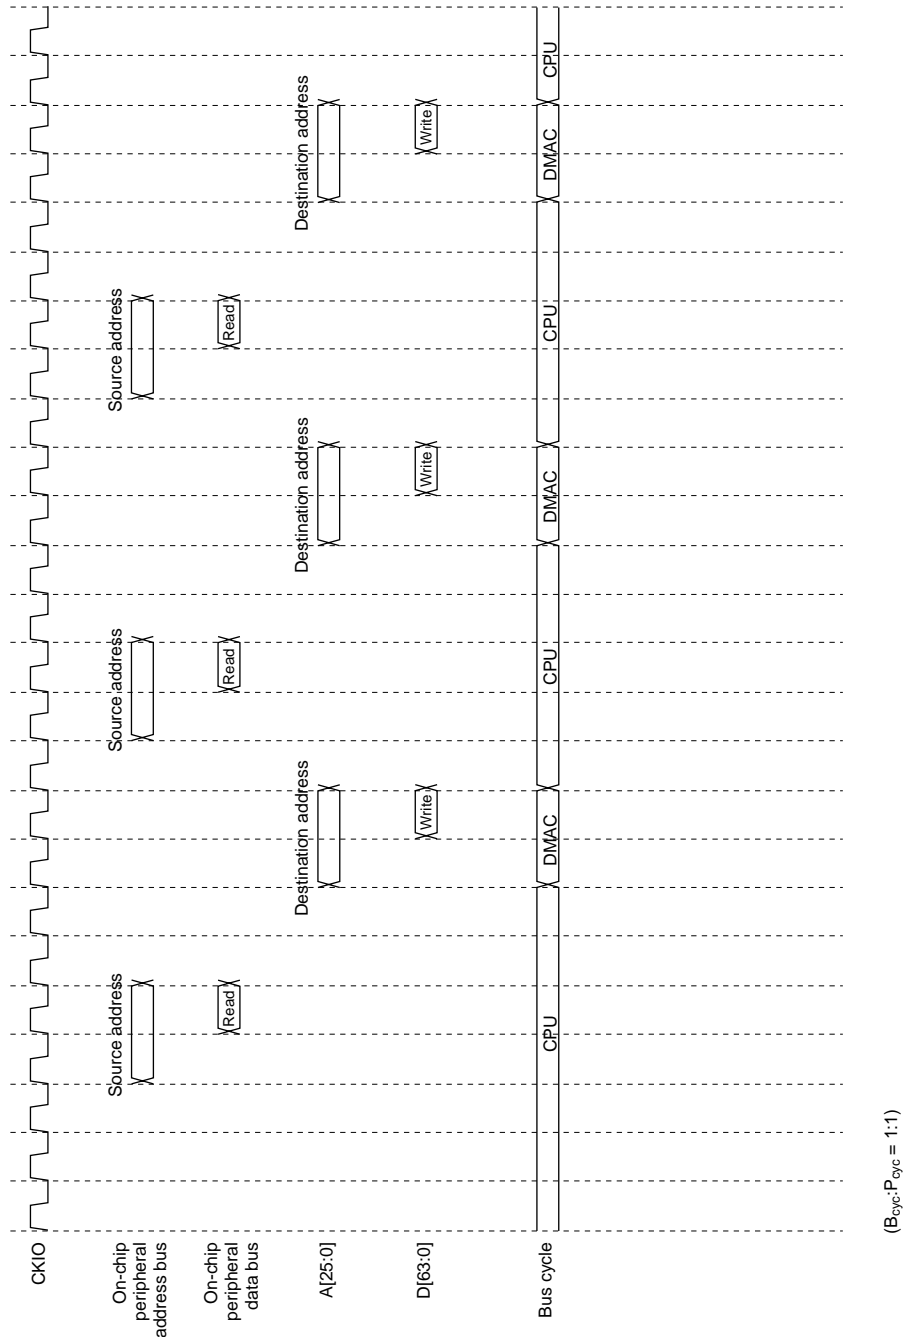 CKIO
On-chip
peripheral
address bus
Source address
Source address
Source address
On-chip
peripheral
data bus
Read
Read
Read
A[25:0]
Destination address
Destination address
Destination address
D[63:0]
Write
Write
Write
Bus cycle
CPU
DMAC
CPU
DMAC
CPU
DMAC
CPU
(Bcyc:Pcyc = 1:1)